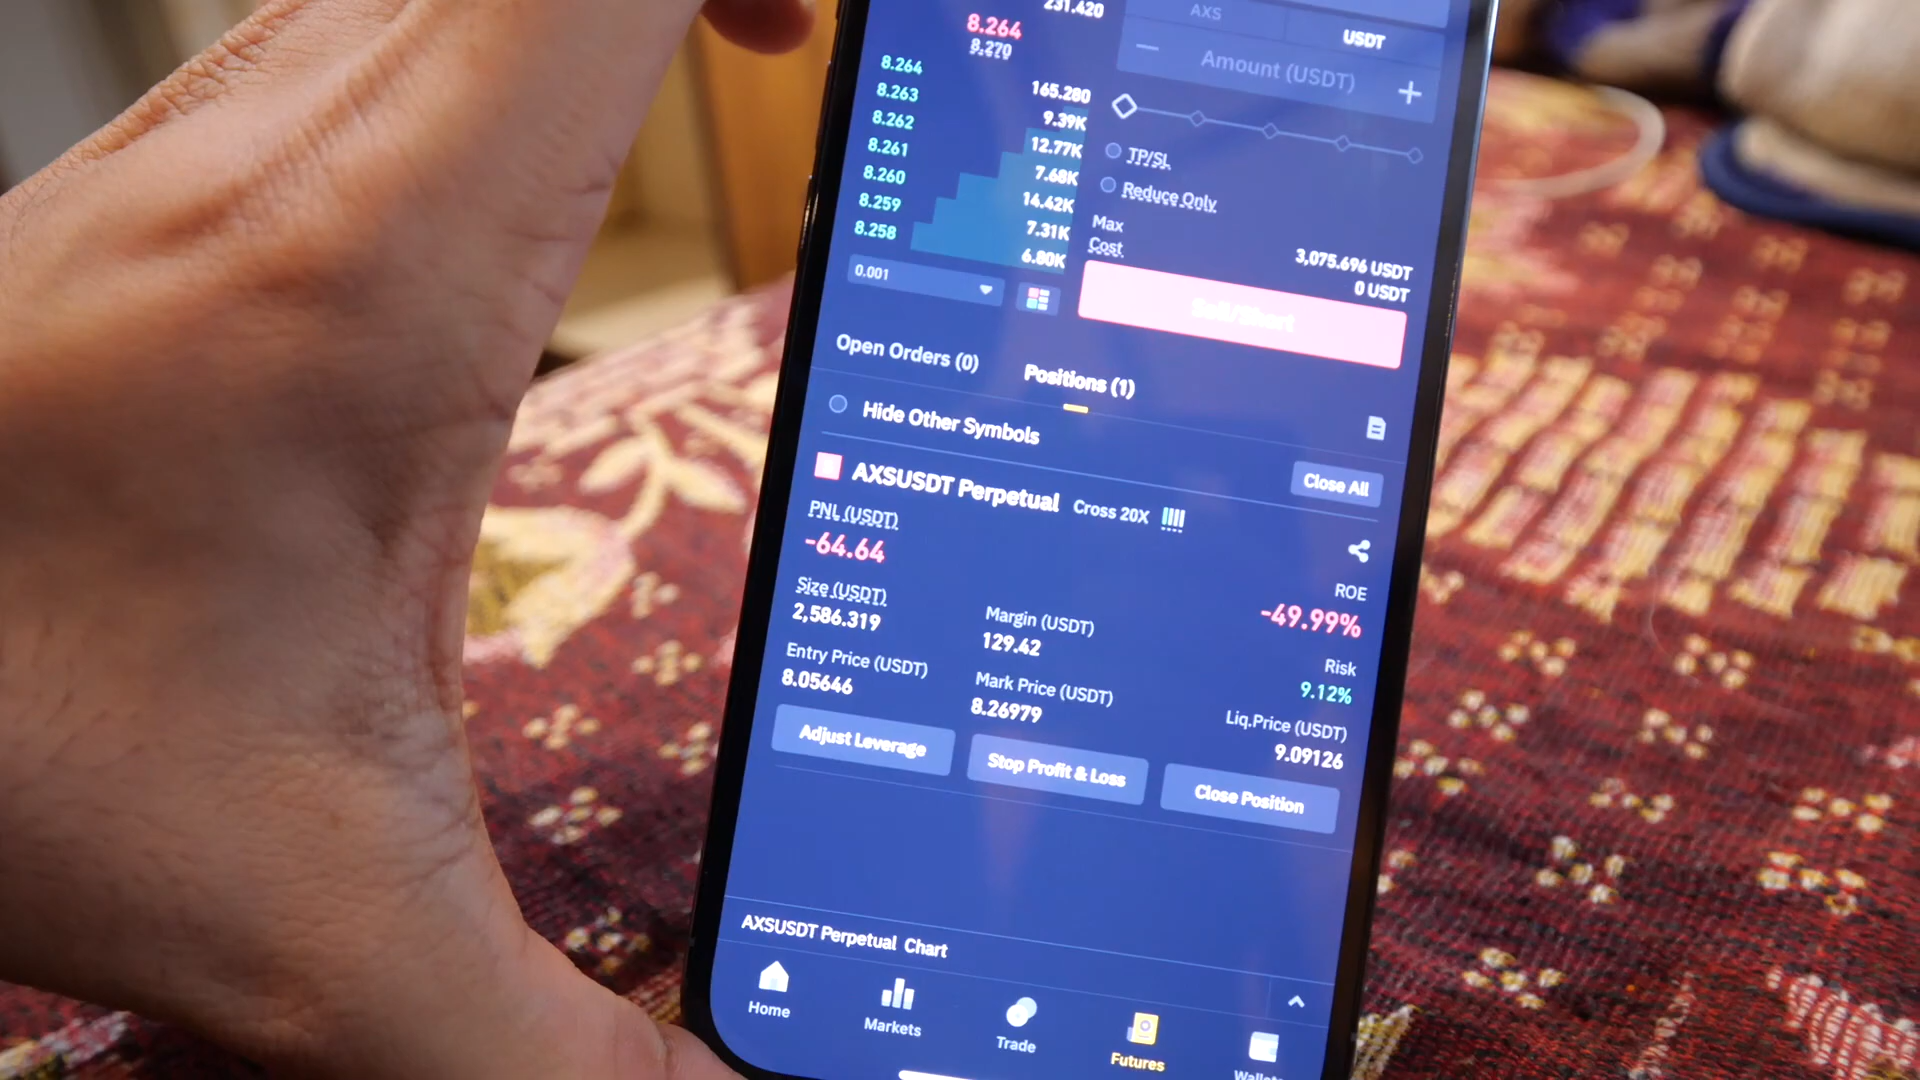 231.420
AXS
USDT
8.264
8.270
Amount (USDT)
8.264
165.280
8.263
9.39K
8.262
12.77K
8.261
7.68K
8.260
14.42K
8.259
7.31K
8.258
6.80K
TP/SL
Reduce Only
Max
3,075.696 USDT
Cost
0 USDT
0.001
Sell/Short
Open Orders (0)
Positions (1)
Hide Other Symbols
Close All
AXSUSDT Perpetual Cross 20X
PNL (USDT)
-64.64
ROE
-49.99%
Size (USDT)
2,586.319
Margin (USDT)
129.42
Risk
9.12%
Entry Price (USDT)
8.05646
Mark Price (USDT)
8.26979
Liq.Price (USDT)
9.09126
Adjust Leverage
Stop Profit & Loss
Close Position
AXSUSDT Perpetual Chart
Home
Markets
Trade
Futures